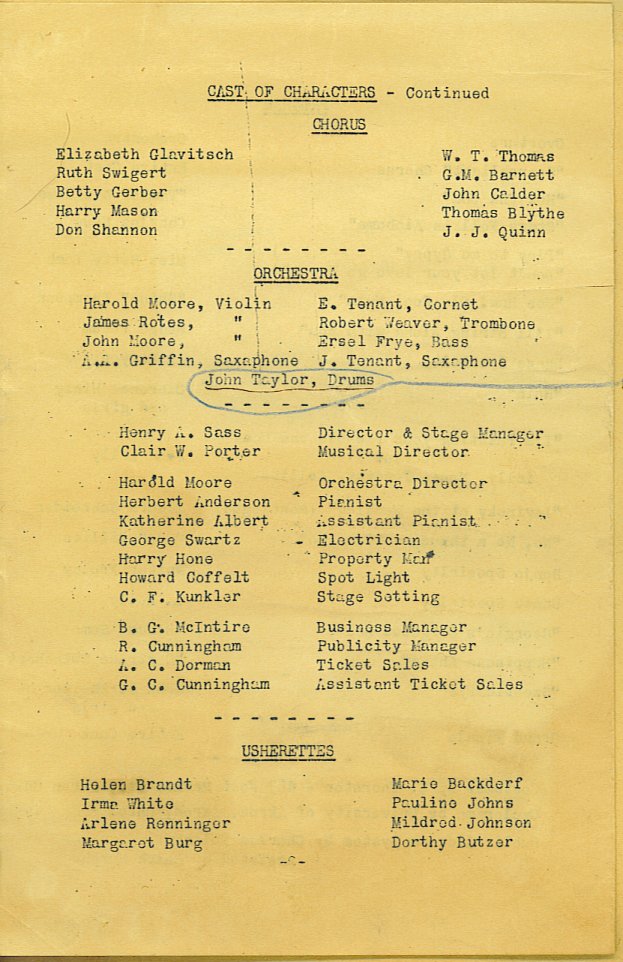 CAST OF CHARACTERS - Continued
CHORUS
Elizabeth Glavitsch W. T. Thomas
Ruth Swigert G.M. Barnett
Betty Gerber John Calder
Harry Mason Thomas Blythe
Don Shannon J. J. Quinn
- - - - - - - -
ORCHESTRA
Harold Moore, Violin E. Tenant, Cornet
James Rotes, " Robert Weaver, Trombone
John Moore, " Ersel Frye, Bass
A.A. Griffin, Saxaphone J. Tenant, Saxaphone
John Taylor, Drums
- - - - - - - -
Henry A. Sass Director & Stage Manager
Clair W. Porter Musical Director
Harold Moore Orchestra Director
Herbert Anderson Pianist
Katherine Albert Assistant Pianist
George Swartz - Electrician
Harry Hone Property Man
Howard Coffelt Spot Light
C. F. Kunkler Stage Setting
B. G. McIntire Business Manager
R. Cunningham Publicity Manager
A. C. Dorman Ticket Sales
G. C. Cunningham Assistant Ticket Sales
- - - - - - - -
USHERETTES
Helen Brandt Marie Backderf
Irma White Pauline Johns
Arlene Renninger Mildred Johnson
Margaret Burg Dorthy Butzer